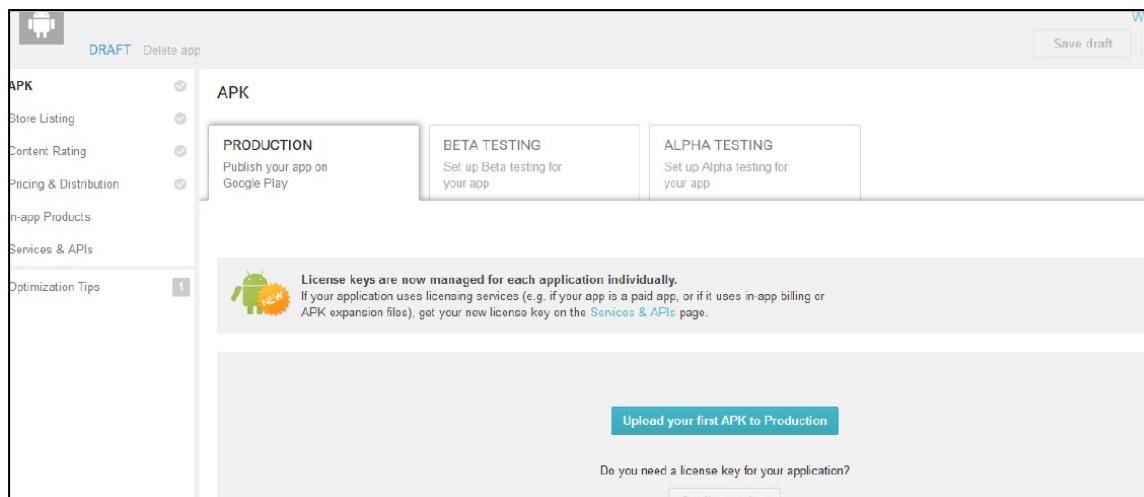 W
DRAFT Delete app
Save draft
APK
Store Listing
Content Rating
Pricing & Distribution
n-app Products
Services & APIs
Optimization Tips 1
APK
PRODUCTION
Publish your app on
Google Play
BETA TESTING
Set up Beta testing for
your app
ALPHA TESTING
Set up Alpha testing for
your app
NEW
License keys are now managed for each application individually.
If your application uses licensing services (e.g. if your app is a paid app, or if it uses in-app billing or
APK expansion files), get your new license key on the Services & APIs page.
Upload your first APK to Production
Do you need a license key for your application?